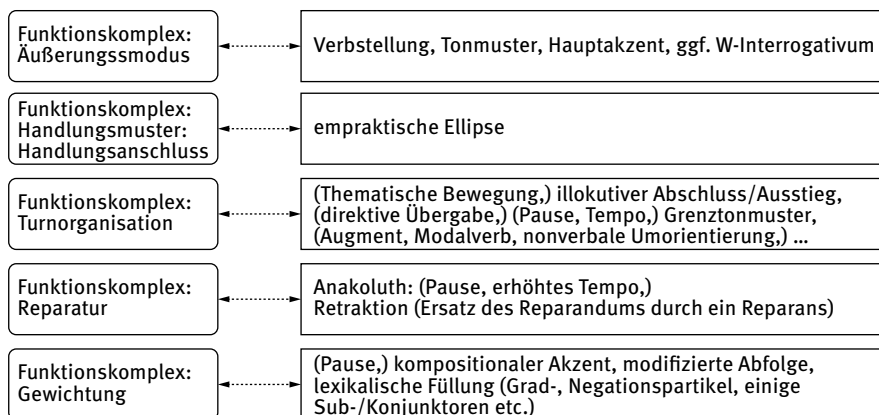 Funktionskomplex:
Äußerungssmodus
Verbstellung, Tonmuster, Hauptakzent, ggf. W-Interrogativum
Funktionskomplex:
Handlungsmuster:
Handlungsanschluss
empraktische Ellipse
Funktionskomplex:
Turnorganisation
(Thematische Bewegung,) illokutiver Abschluss/Ausstieg,
(direktive Übergabe,) (Pause, Tempo,) Grenztonmuster,
(Augment, Modalverb, nonverbale Umorientierung,) ...
Funktionskomplex:
Reparatur
Anakoluth: (Pause, erhöhtes Tempo,)
Retraktion (Ersatz des Reparandums durch ein Reparans)
Funktionskomplex:
Gewichtung
(Pause,) kompositionaler Akzent, modifizierte Abfolge,
lexikalische Füllung (Grad-, Negationspartikel, einige
Sub-/Konjunktoren etc.)